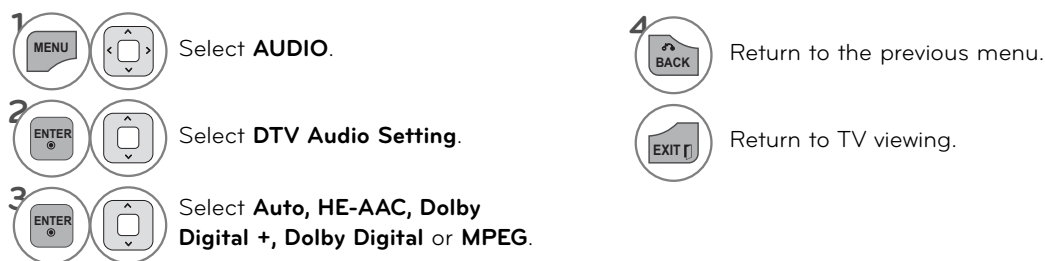 1
MENU
Select AUDIO.
2
ENTER
Select DTV Audio Setting.
3
ENTER
Select Auto, HE-AAC, Dolby
Digital +, Dolby Digital or MPEG.
4
BACK
Return to the previous menu.
EXIT
Return to TV viewing.